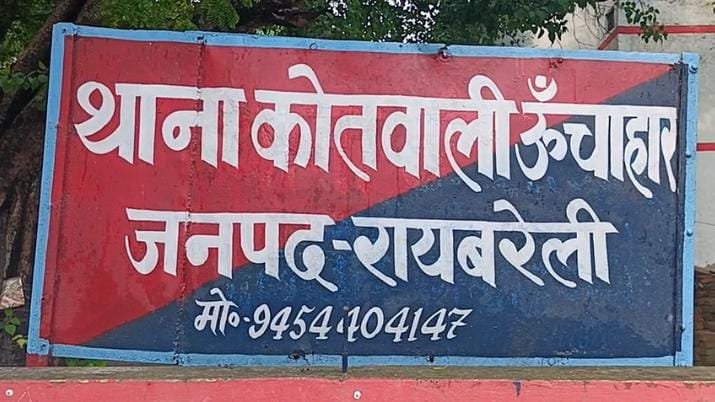 थाना कोतवाली ऊँचाहार
जनपद-रायबरेली
मो०-9454404147